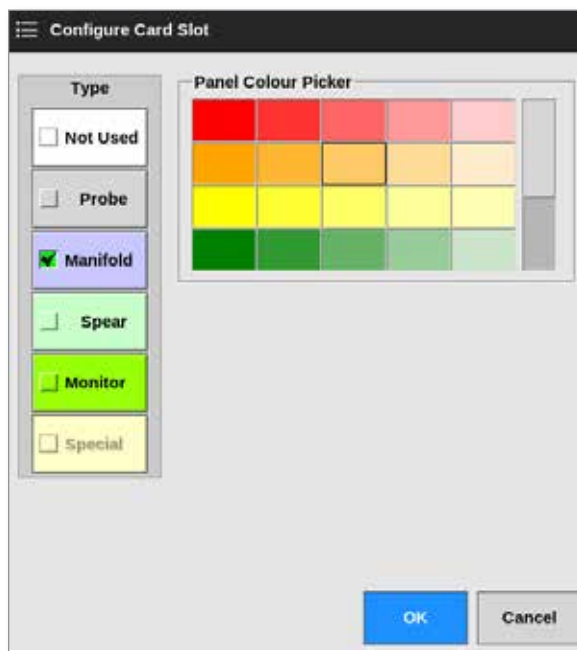 Configure Card Slot
Type
Panel Colour Picker
Not Used
Probe
Manifold
Spear
Monitor
Special
OK
Cancel